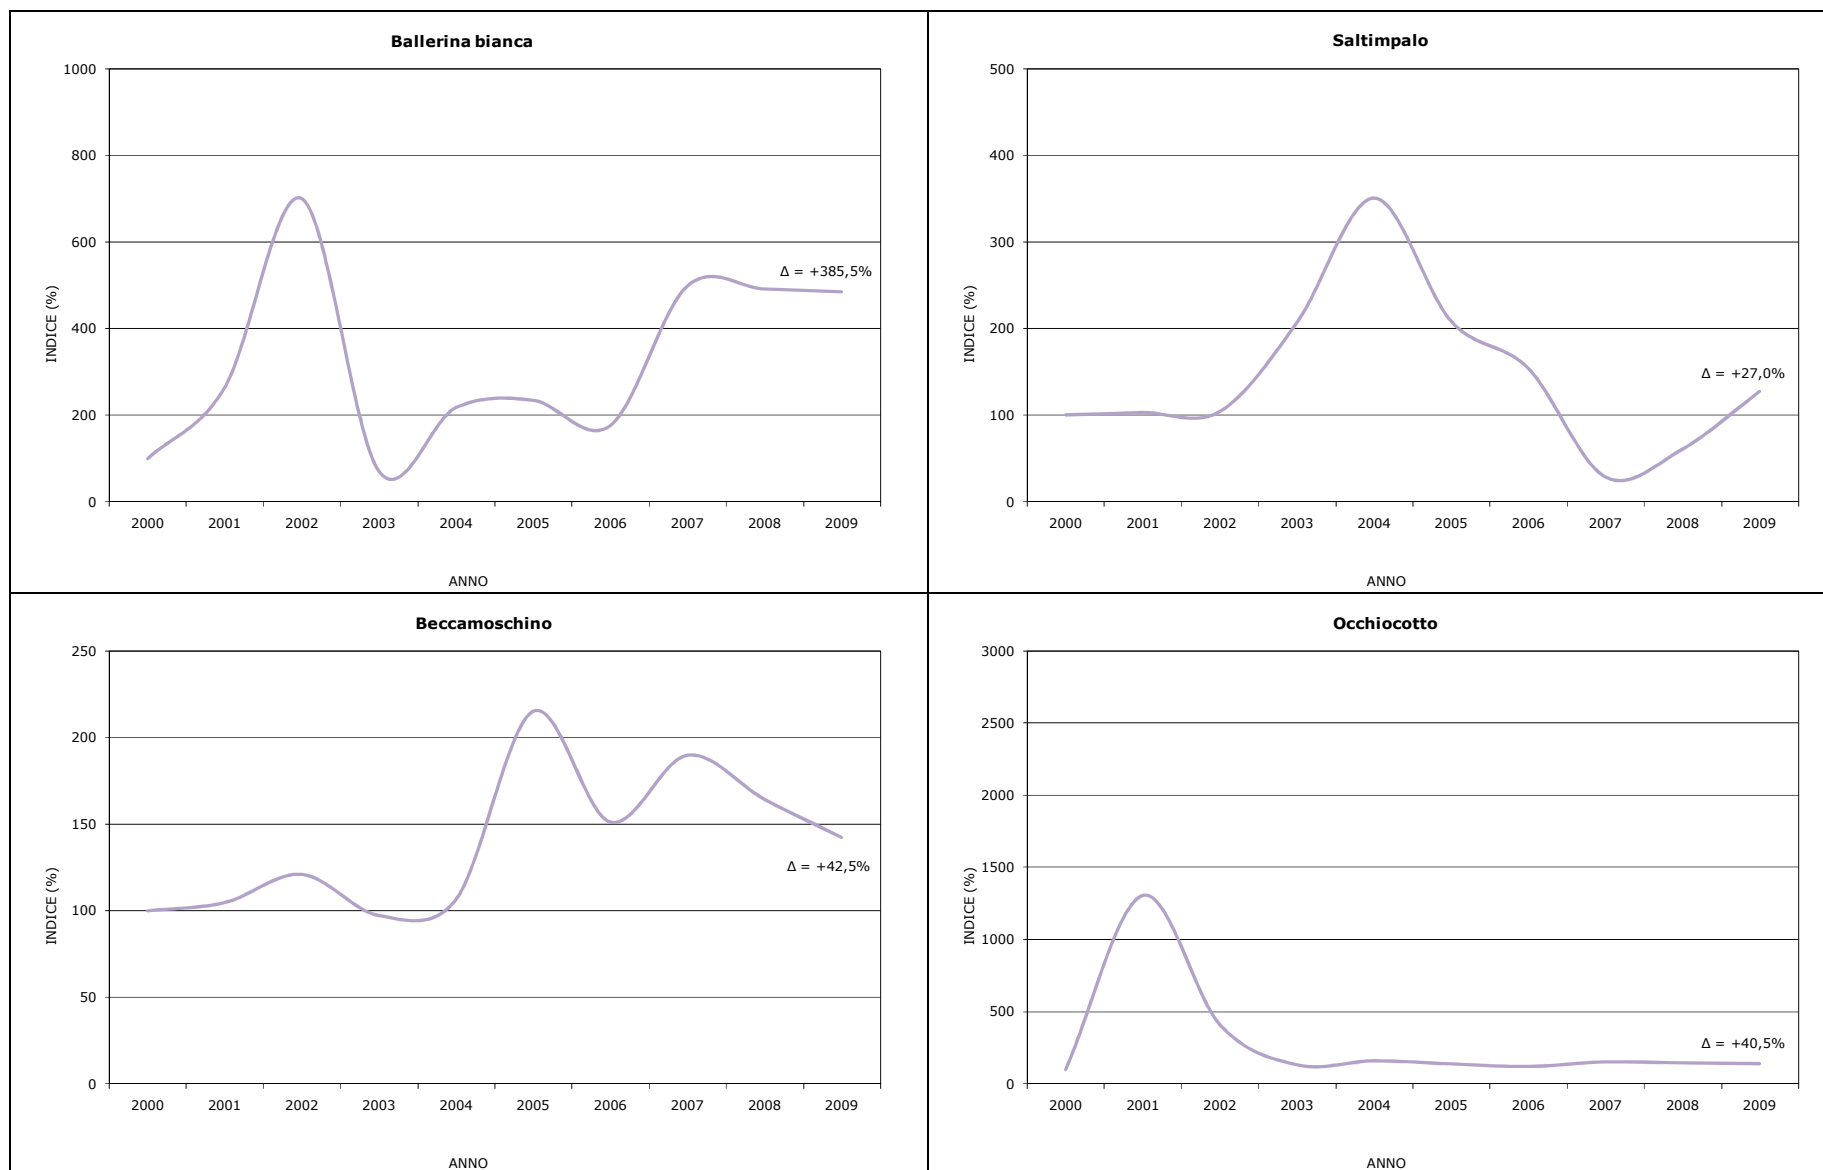 Ballerina bianca
1000
800
600
400
200
0
INDICE (%)
Δ = +385,5%
2000 2001 2002 2003 2004 2005 2006 2007 2008 2009
ANNO
Saltimpalo
500
400
300
200
100
0
INDICE (%)
Δ = +27,0%
2000 2001 2002 2003 2004 2005 2006 2007 2008 2009
ANNO
Beccamoschino
250
200
150
100
50
0
INDICE (%)
Δ = +42,5%
2000 2001 2002 2003 2004 2005 2006 2007 2008 2009
ANNO
Occhiocotto
3000
2500
2000
1500
1000
500
0
INDICE (%)
Δ = +40,5%
2000 2001 2002 2003 2004 2005 2006 2007 2008 2009
ANNO